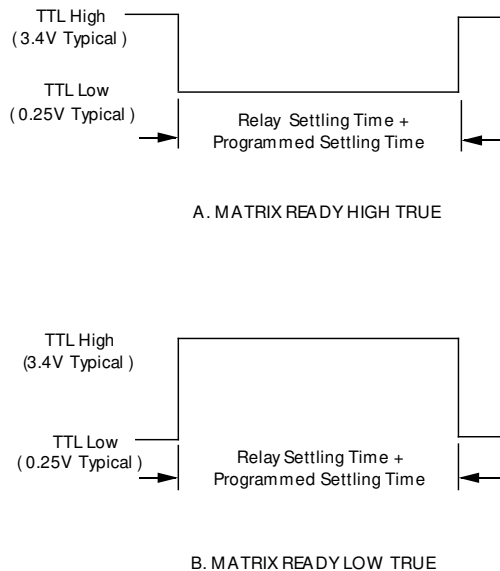 TTL High
(3.4V Typical)
TTL Low
(0.25V Typical)
Relay Settling Time +
Programmed Settling Time
A. MATRIX READY HIGH TRUE
TTL High
(3.4V Typical)
TTL Low
(0.25V Typical)
Relay Settling Time +
Programmed Settling Time
B. MATRIX READY LOW TRUE